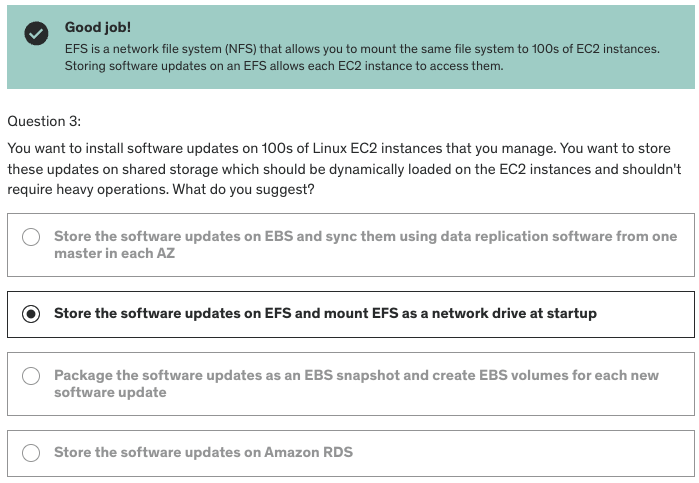 Good job!
EFS is a network file system (NFS) that allows you to mount the same file system to 100s of EC2 instances.
Storing software updates on an EFS allows each EC2 instance to access them.
Question 3:
You want to install software updates on 100s of Linux EC2 instances that you manage. You want to store
these updates on shared storage which should be dynamically loaded on the EC2 instances and shouldn't
require heavy operations. What do you suggest?
Store the software updates on EBS and sync them using data replication software from one
master in each AZ
Store the software updates on EFS and mount EFS as a network drive at startup
Package the software updates as an EBS snapshot and create EBS volumes for each new
software update
Store the software updates on Amazon RDS